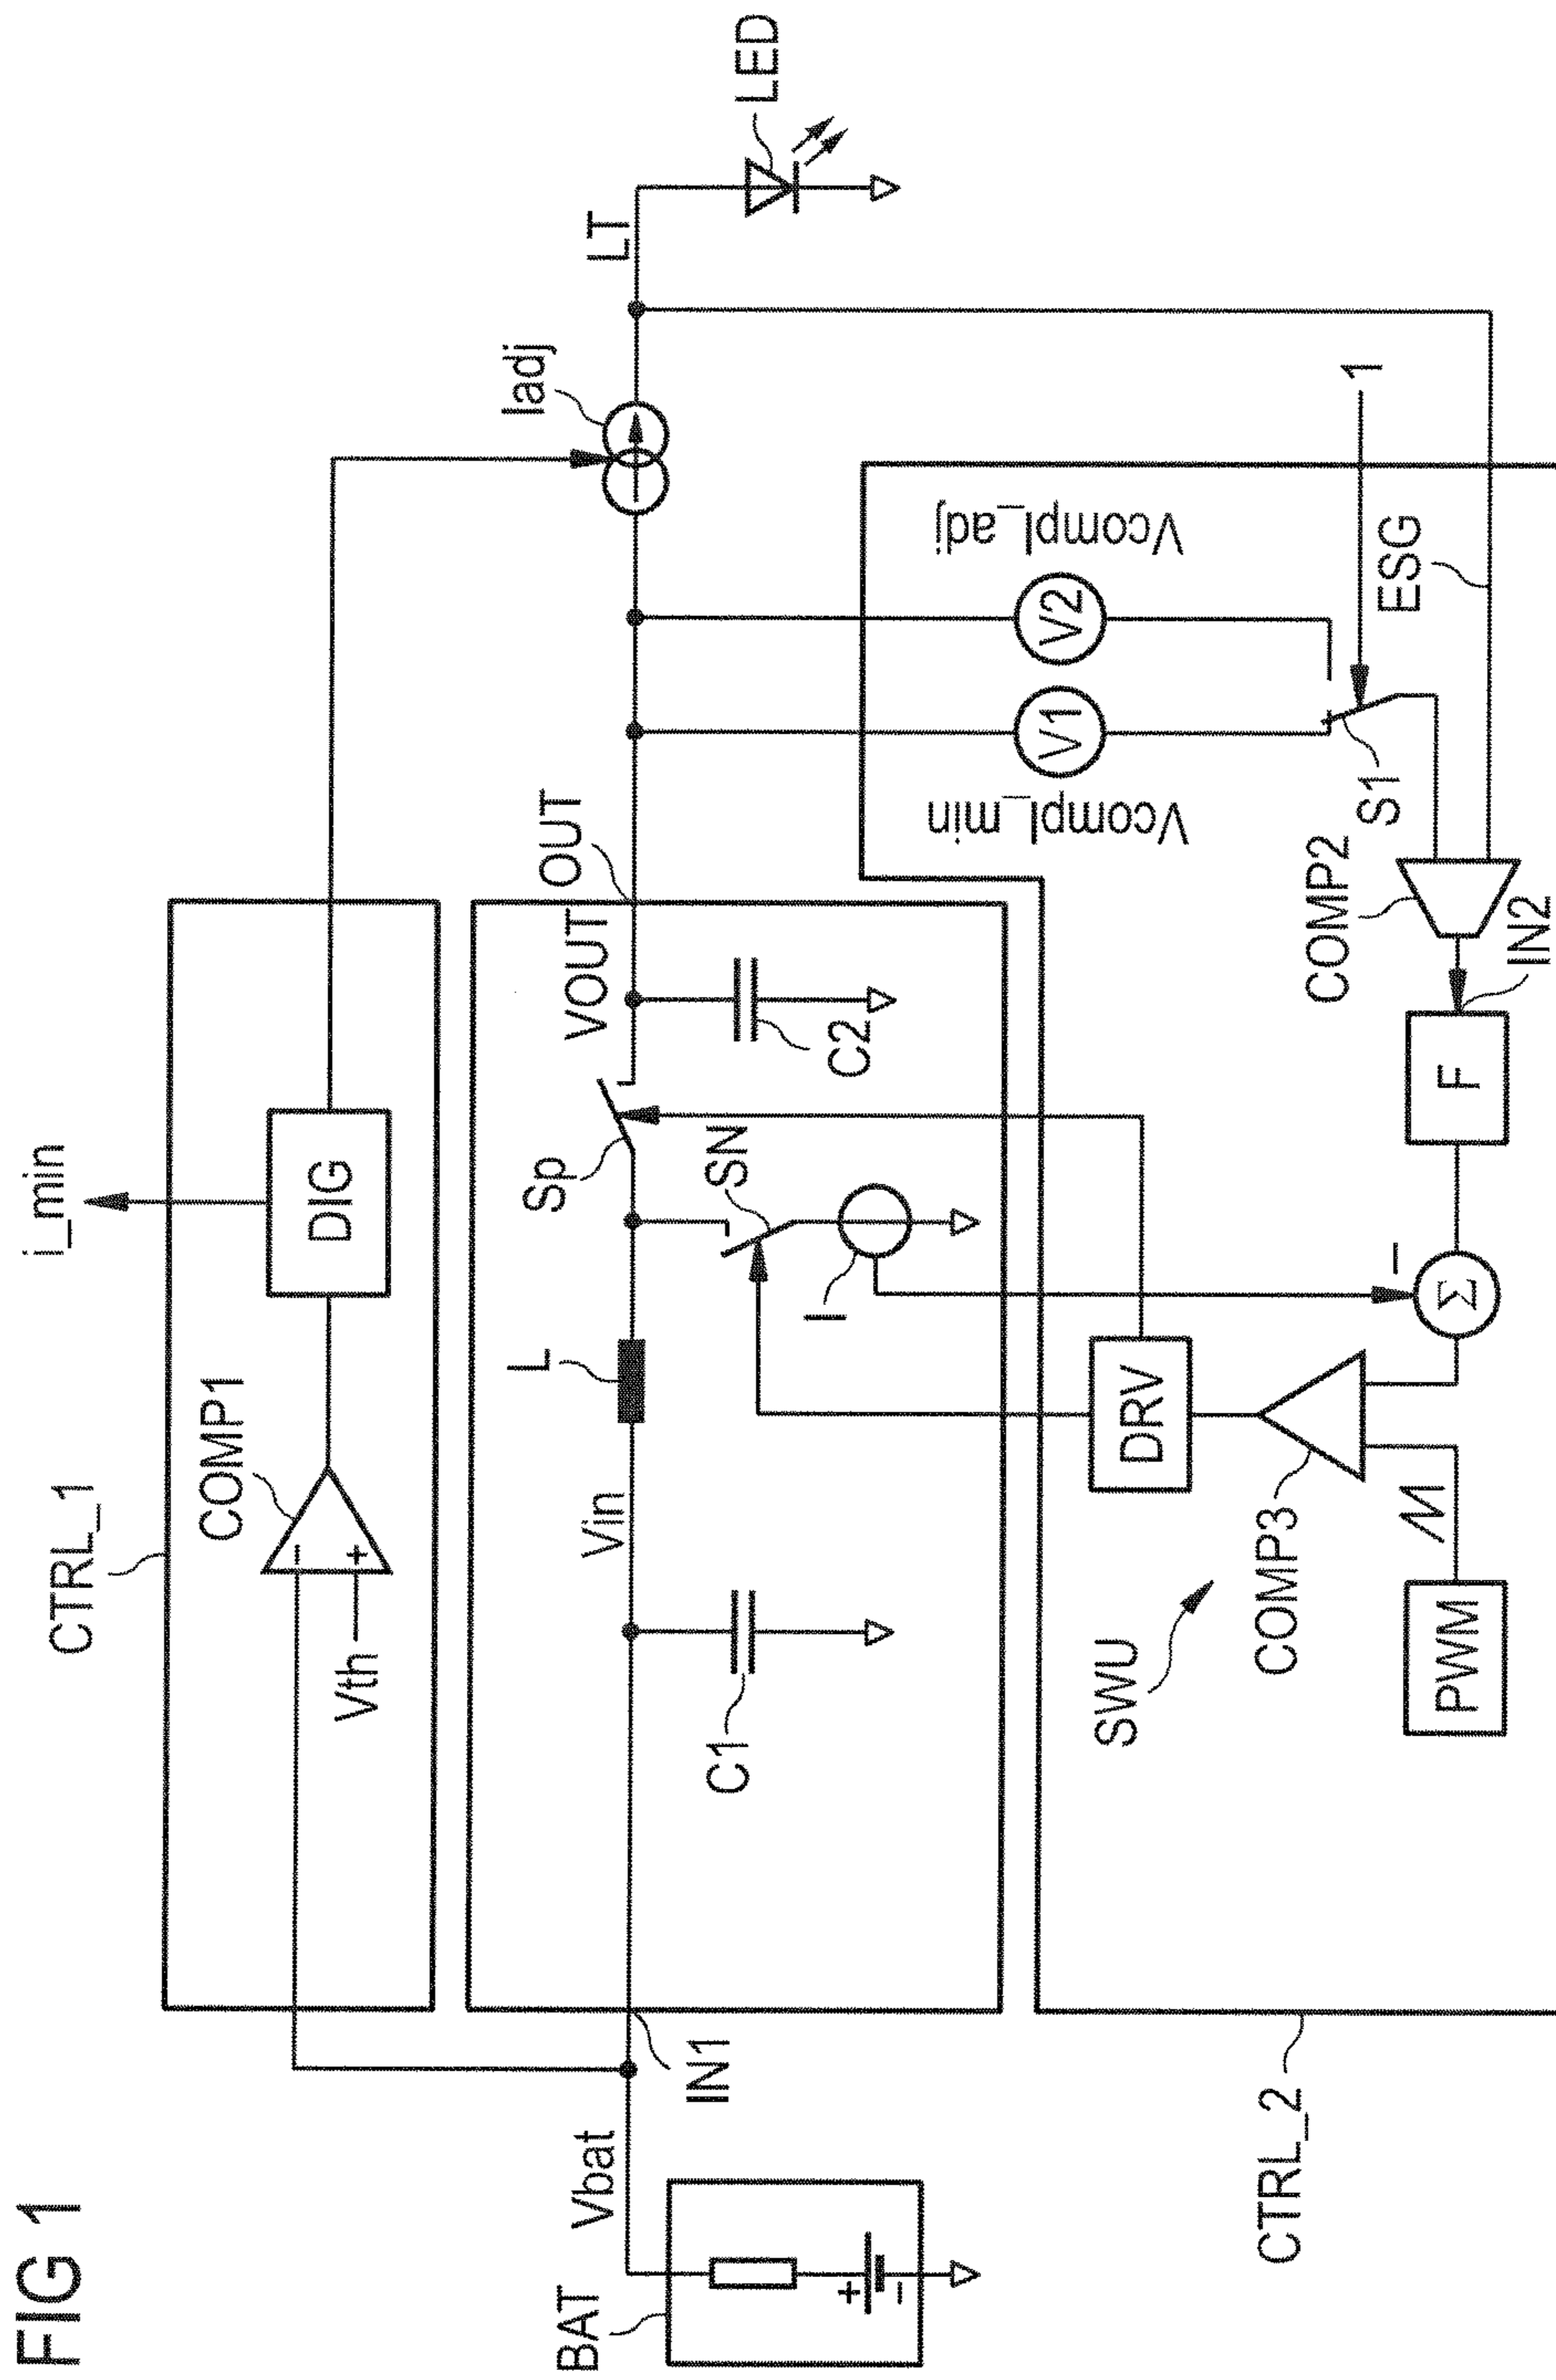 FIG 1
i_min
CTRL_1
COMP1
DIG
Vth
-
+
Iadj
LT
LED
Vbat
BAT
+
-
IN1
Vin
L
Sp
VOUT
OUT
C1
SN
C2
I
V1
V2
Vcompl_min
Vcompl_adj
1
S1
ESG
CTRL_2
SWU
DRV
COMP3
PWM
Σ
-
F
IN2
COMP2